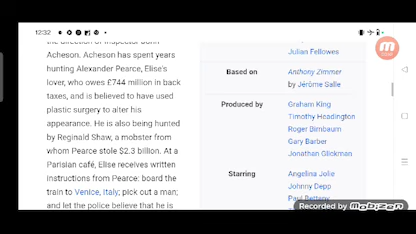 12:32
the direction of Inspector John
Acheson. Acheson has spent years
hunting Alexander Pearce, Elise's
lover, who owes £744 million in back
taxes, and is believed to have used
plastic surgery to alter his
appearance. He is also being hunted
by Reginald Shaw, a mobster from
whom Pearce stole $2.3 billion. At a
Parisian café, Elise receives written
instructions from Pearce: board the
train to Venice, Italy; pick out a man;
and let the police believe that he is
Julian Fellowes
Based on
Anthony Zimmer
by Jérôme Salle
Produced by
Graham King
Timothy Headington
Roger Birnbaum
Gary Barber
Jonathan Glickman
Starring
Angelina Jolie
Johnny Depp
Paul Bettany
Recorded by Mobizen